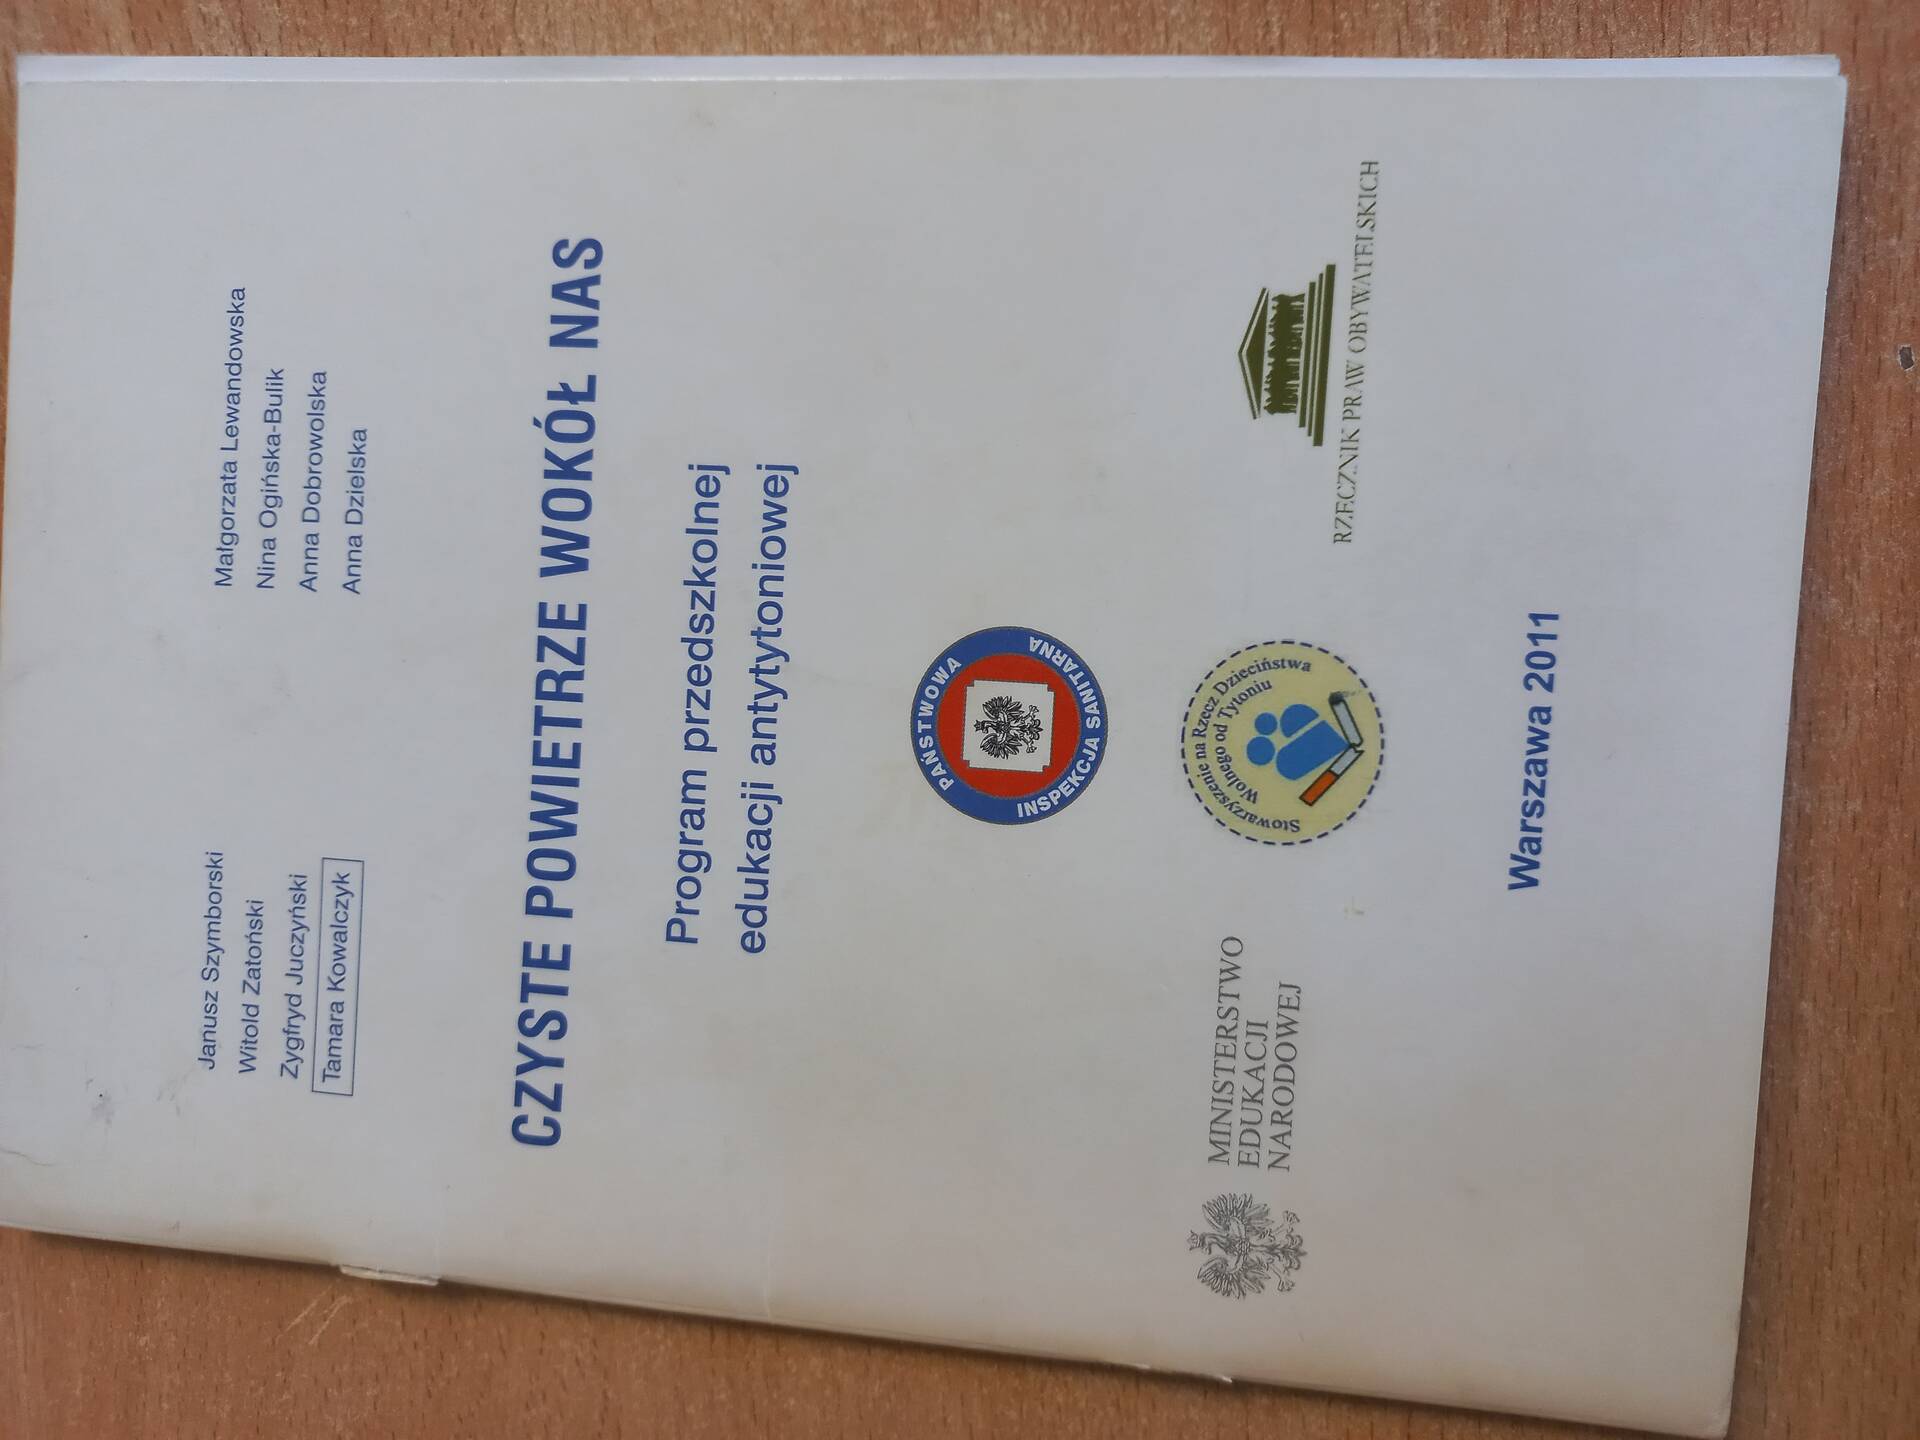 Janusz Szymborski
Witold Zatoński
Zygfryd Juczyński
Tamara Kowalczyk
Małgorzata Lewandowska
Nina Ogińska-Bulik
Anna Dobrowolska
Anna Dzielska
CZYSTE POWIETRZE WOKÓŁ NAS
Program przedszkolnej
edukacji antytytoniowej
PAŃSTWOWA
INSPEKCJA SANITARNA
MINISTERSTWO
EDUKACJI
NARODOWEJ
Stowarzyszenie na Rzecz Dzieciństwa
Wolnego od Tytoniu
RZECZNIK PRAW OBYWATELSKICH
Warszawa 2011